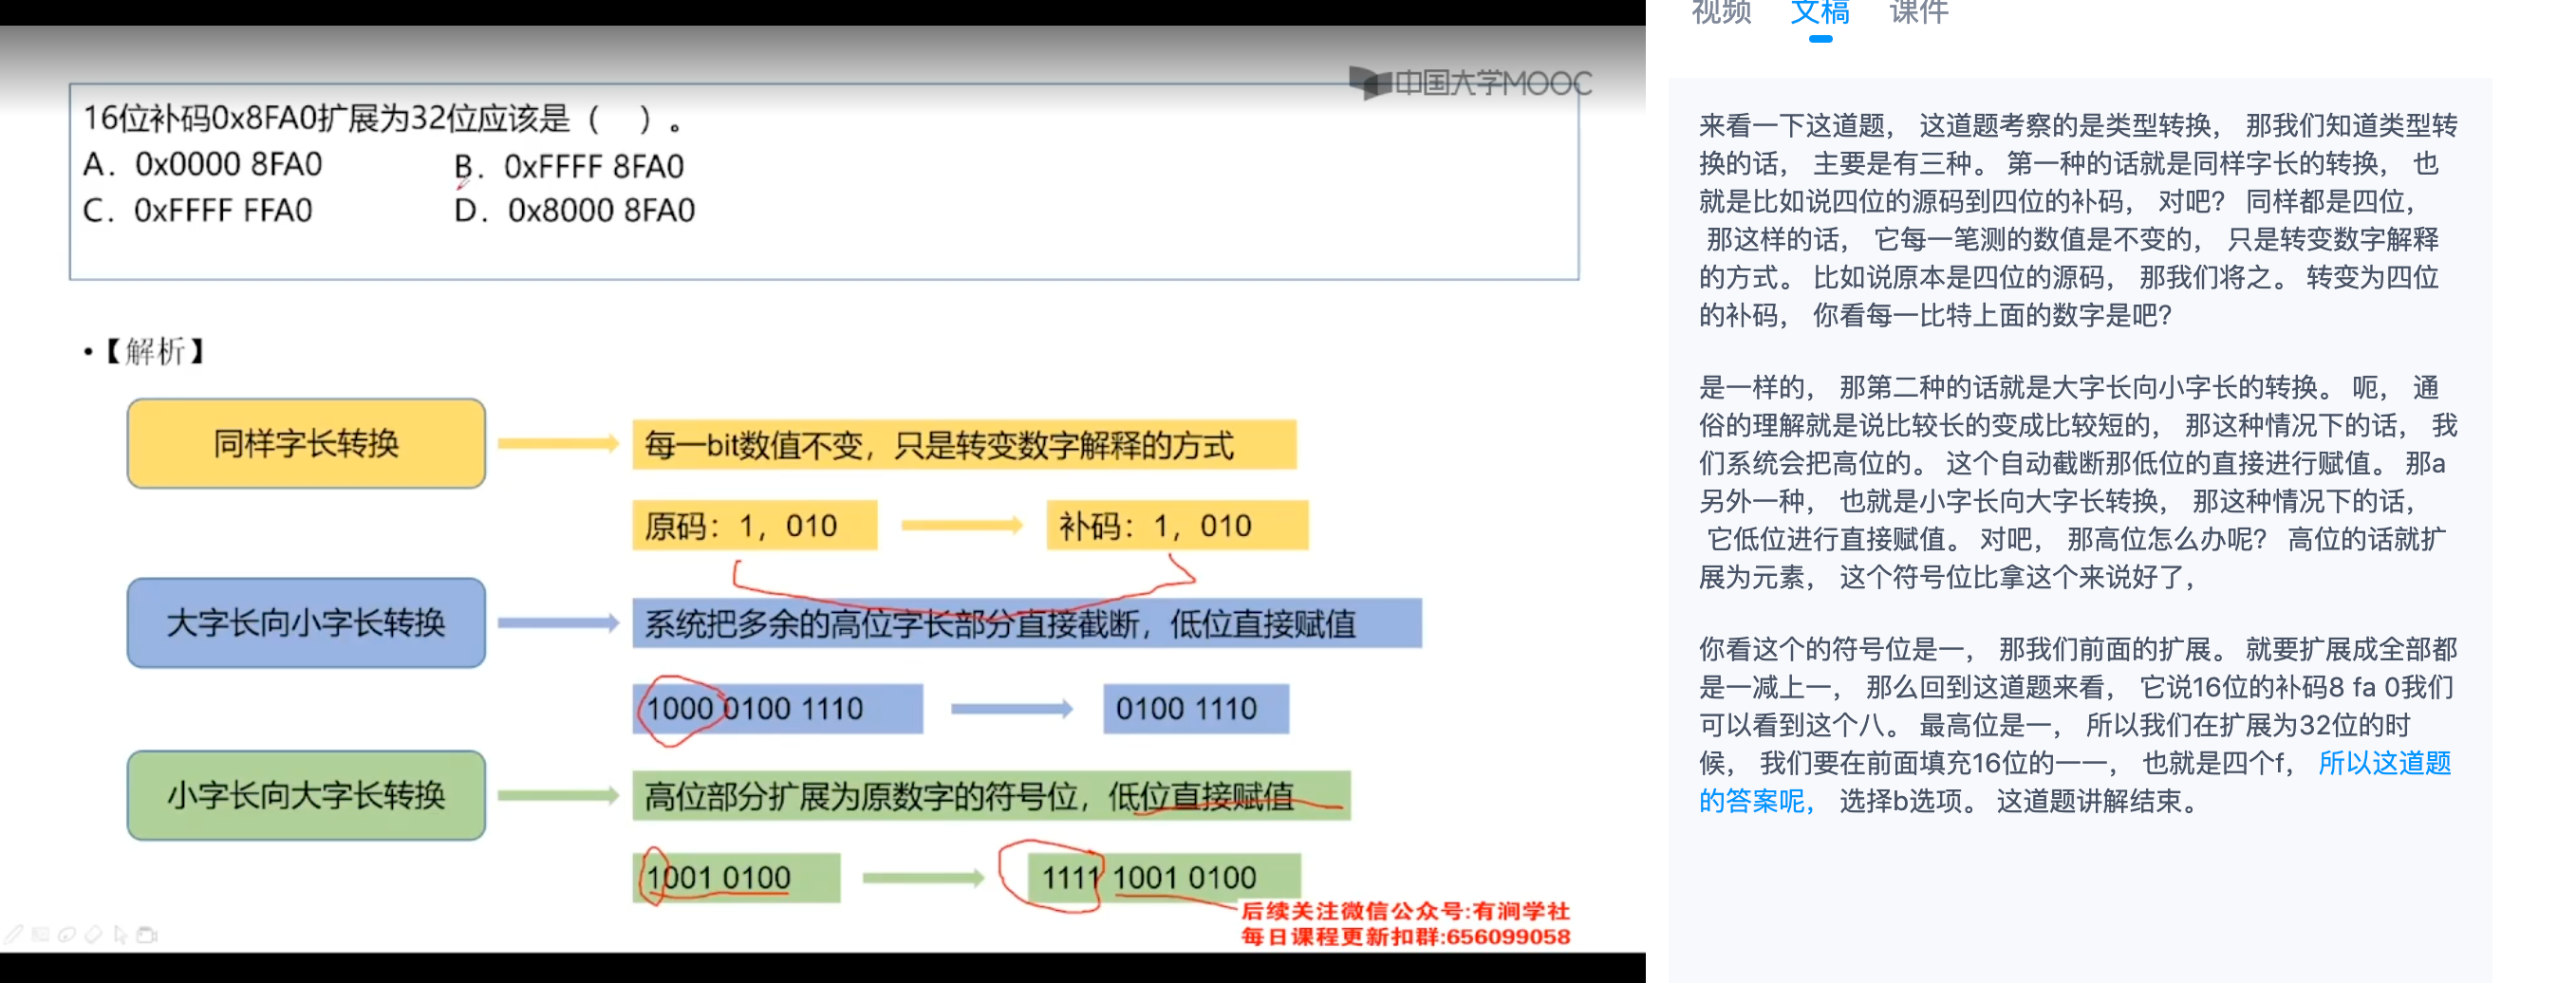 中国大学MOOC
16位补码0x8FA0扩展为32位应该是（　）。
A. 0x0000 8FA0 B. 0xFFFF 8FA0
C. 0xFFFF FFA0 D. 0x8000 8FA0
•【解析】
同样字长转换 每一bit数值不变，只是转变数字解释的方式
原码：1，010 补码：1，010
大字长向小字长转换 系统把多余的高位字长部分直接截断，低位直接赋值
1000 0100 1110 0100 1110
小字长向大字长转换 高位部分扩展为原数字的符号位，低位直接赋值
1001 0100 1111 1001 0100
后续关注微信公众号:有涧学社
每日课程更新扣群:656099058
视频 文稿 课件
来看一下这道题， 这道题考察的是类型转换， 那我们知道类型转
换的话， 主要是有三种。 第一种的话就是同样字长的转换， 也
就是比如说四位的源码到四位的补码， 对吧？ 同样都是四位，
那这样的话， 它每一笔测的数值是不变的， 只是转变数字解释
的方式。 比如说原本是四位的源码， 那我们将之。 转变为四位
的补码， 你看每一比特上面的数字是吧？
是一样的， 那第二种的话就是大字长向小字长的转换。 呃， 通
俗的理解就是说比较长的变成比较短的， 那这种情况下的话， 我
们系统会把高位的。 这个自动截断那低位的直接进行赋值。 那a
另外一种， 也就是小字长向大字长转换， 那这种情况下的话，
它低位进行直接赋值。 对吧， 那高位怎么办呢？ 高位的话就扩
展为元素， 这个符号位比拿这个来说好了，
你看这个的符号位是一， 那我们前面的扩展。 就要扩展成全部都
是一减上一， 那么回到这道题来看， 它说16位的补码8 fa 0我们
可以看到这个八。 最高位是一， 所以我们在扩展为32位的时
候， 我们要在前面填充16位的一一， 也就是四个f， 所以这道题
的答案呢， 选择b选项。 这道题讲解结束。